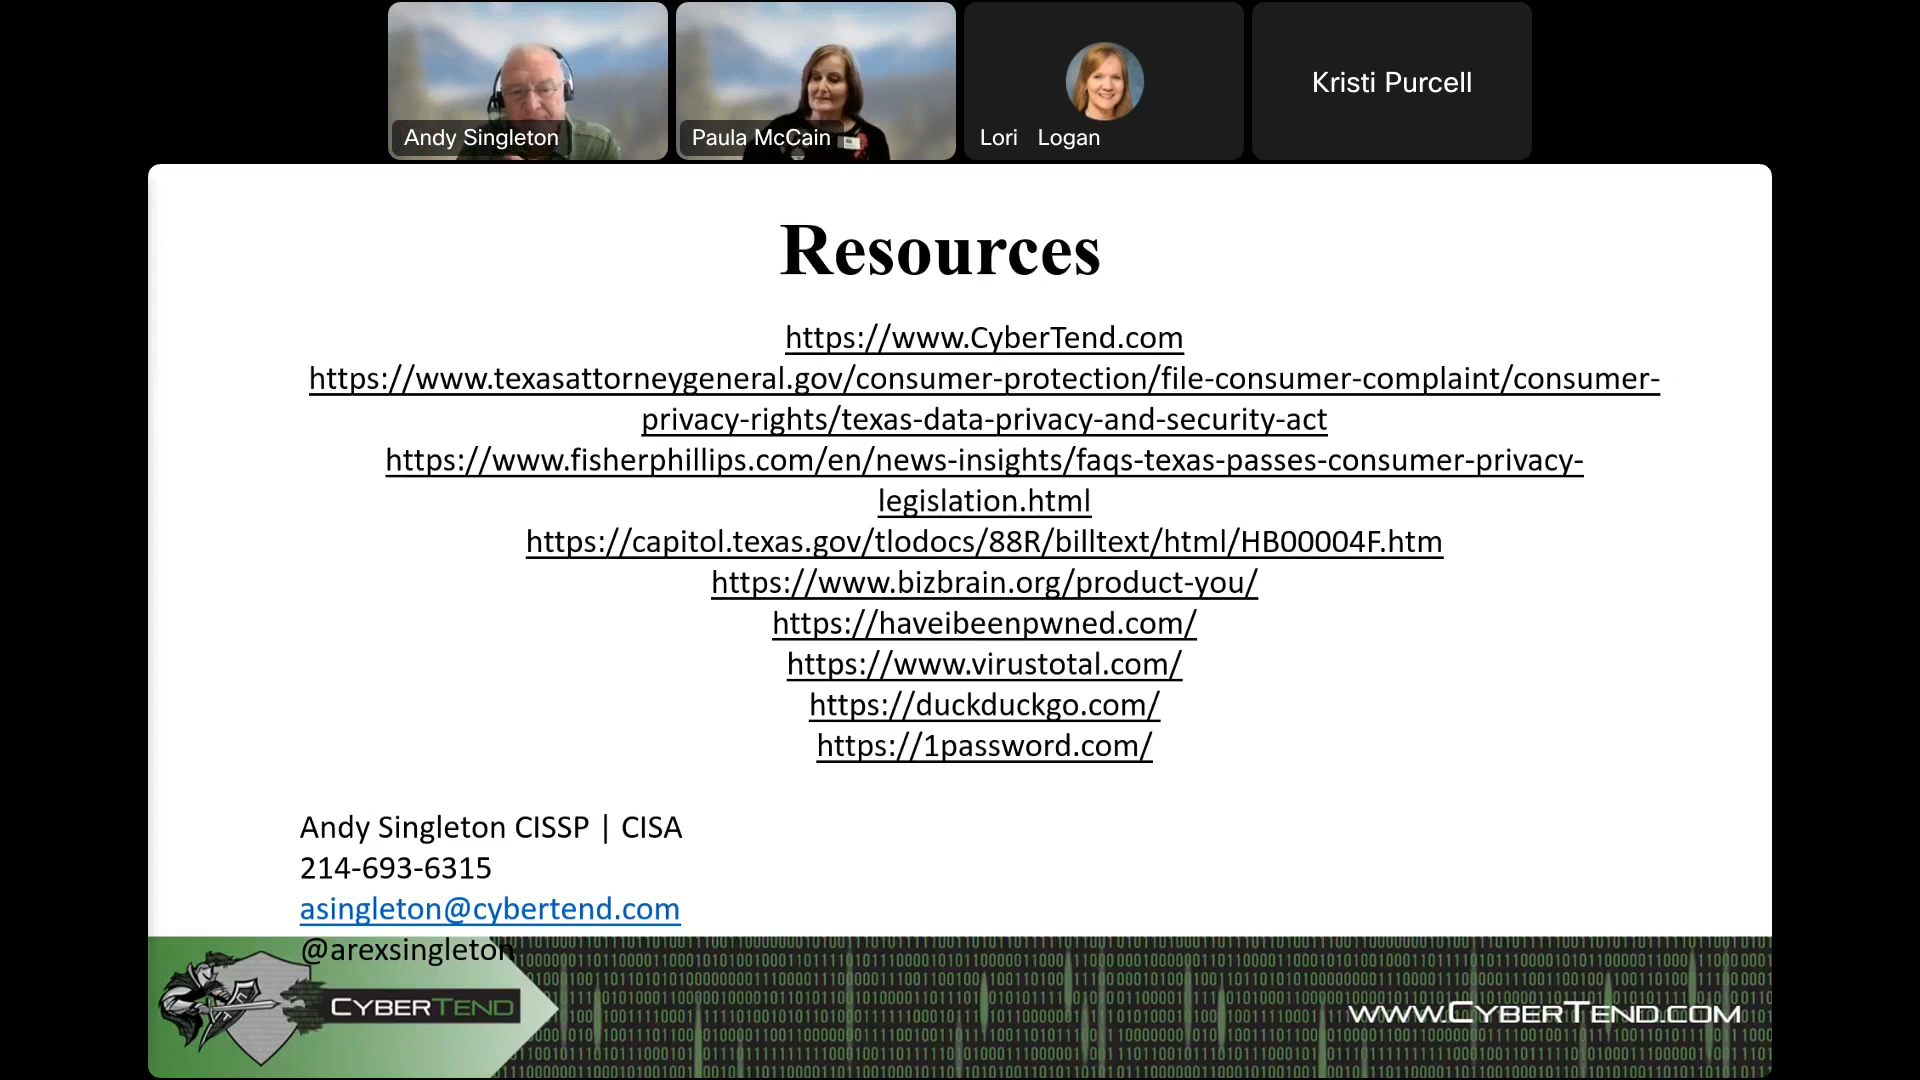 Andy Singleton
Paula McCain
Lori Logan
Kristi Purcell
Resources
https://www.CyberTend.com
https://www.texasattorneygeneral.gov/consumer-protection/file-consumer-complaint/consumer-
privacy-rights/texas-data-privacy-and-security-act
https://www.fisherphillips.com/en/news-insights/faqs-texas-passes-consumer-privacy-
legislation.html
https://capitol.texas.gov/tlodocs/88R/billtext/html/HB00004F.htm
https://www.bizbrain.org/product-you/
https://haveibeenpwned.com/
https://www.virustotal.com/
https://duckduckgo.com/
https://1password.com/
Andy Singleton CISSP | CISA
214-693-6315
asingleton@cybertend.com
@arexsingleton
CYBERTEND
WWW.CYBERTEND.COM